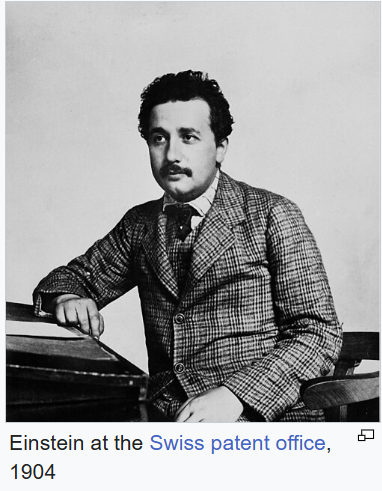 Einstein at the Swiss patent office,
1904